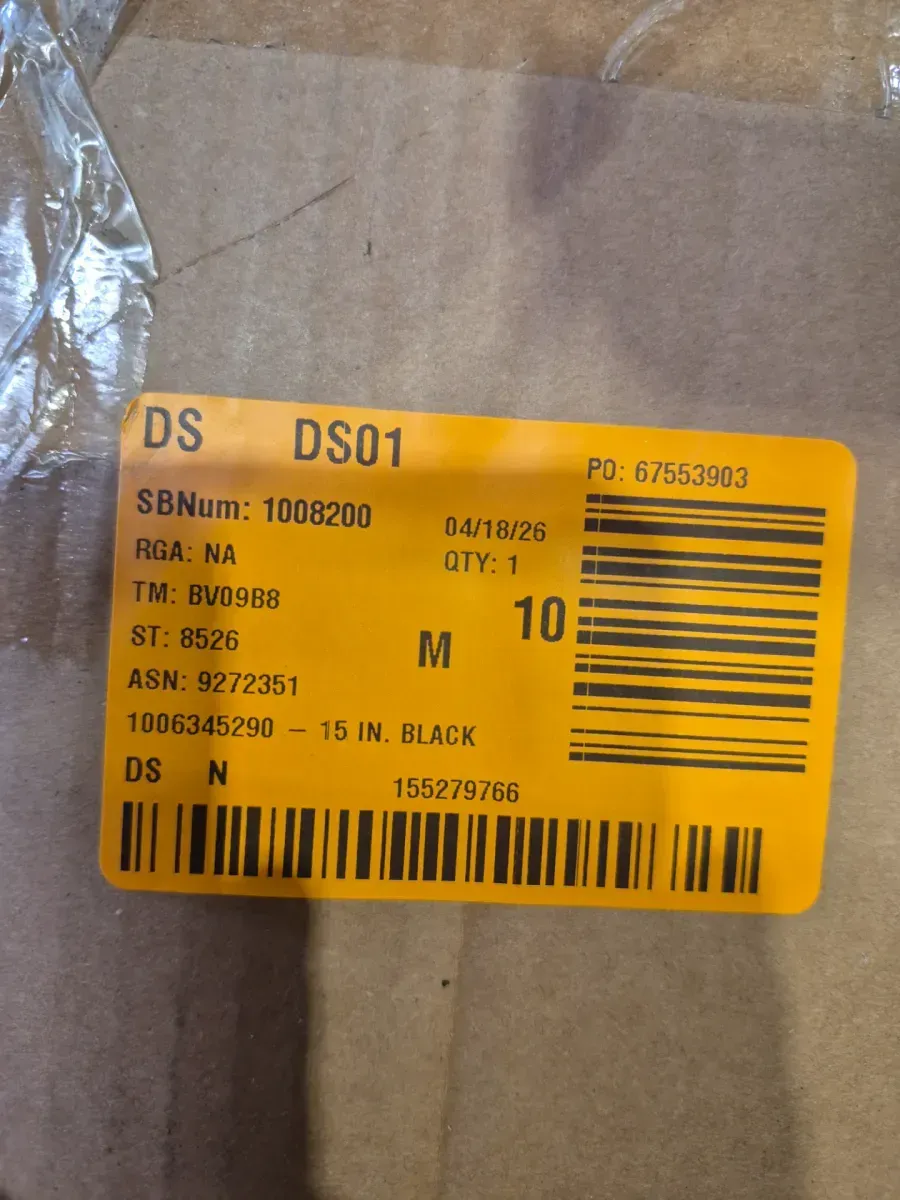 DS DS01
PO: 67553903
SBNum: 1008200
04/18/26
RGA: NA
QTY: 1
TM: BV09B8
10
ST: 8526
M
ASN: 9272351
1006345290 – 15 IN. BLACK
DS N
155279766